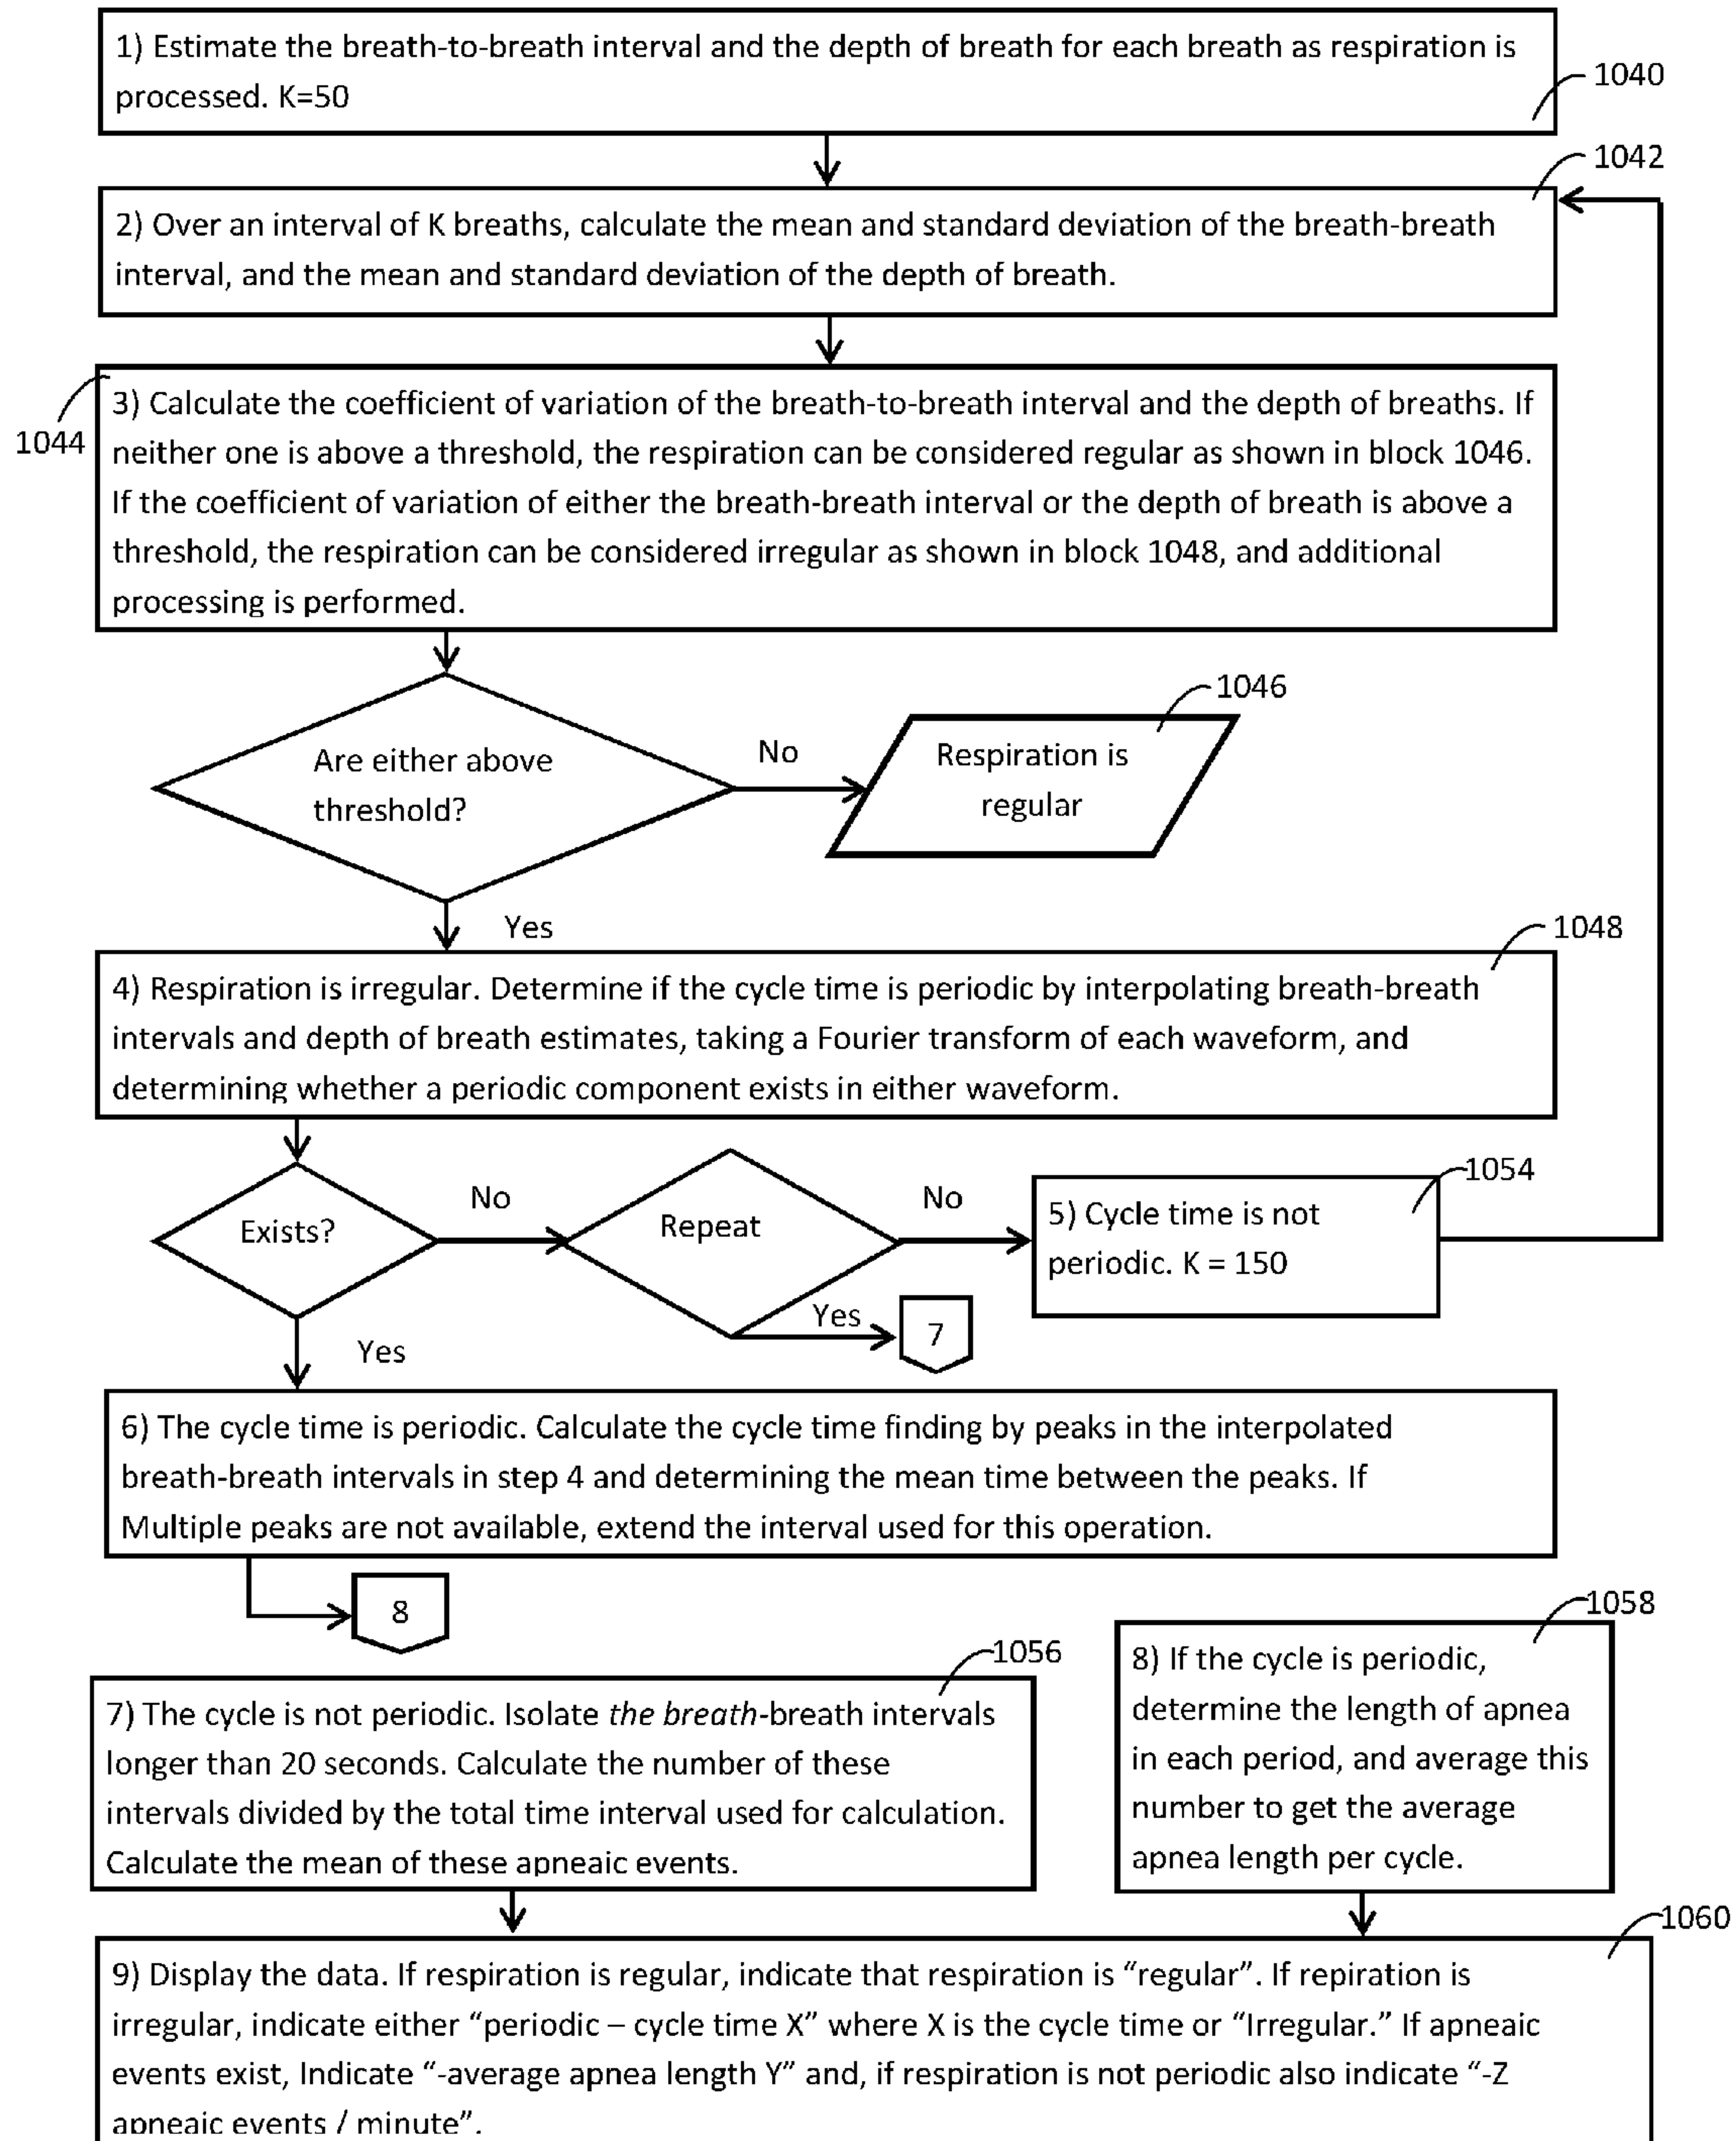 1) Estimate the breath-to-breath interval and the depth of breath for each breath as respiration is
processed. K=50
1040
1042
2) Over an interval of K breaths, calculate the mean and standard deviation of the breath-breath
interval, and the mean and standard deviation of the depth of breath.
1044
3) Calculate the coefficient of variation of the breath-to-breath interval and the depth of breaths. If
neither one is above a threshold, the respiration can be considered regular as shown in block 1046.
If the coefficient of variation of either the breath-breath interval or the depth of breath is above a
threshold, the respiration can be considered irregular as shown in block 1048, and additional
processing is performed.
Are either above
threshold?
No
1046
Respiration is
regular
Yes
1048
4) Respiration is irregular. Determine if the cycle time is periodic by interpolating breath-breath
intervals and depth of breath estimates, taking a Fourier transform of each waveform, and
determining whether a periodic component exists in either waveform.
Exists?
No
Repeat
No
1054
5) Cycle time is not
periodic. K = 150
Yes
7
Yes
6) The cycle time is periodic. Calculate the cycle time finding by peaks in the interpolated
breath-breath intervals in step 4 and determining the mean time between the peaks. If
Multiple peaks are not available, extend the interval used for this operation.
8
1056
7) The cycle is not periodic. Isolate the breath-breath intervals
longer than 20 seconds. Calculate the number of these
intervals divided by the total time interval used for calculation.
Calculate the mean of these apneaic events.
1058
8) If the cycle is periodic,
determine the length of apnea
in each period, and average this
number to get the average
apnea length per cycle.
1060
9) Display the data. If respiration is regular, indicate that respiration is “regular”. If repiration is
irregular, indicate either “periodic – cycle time X” where X is the cycle time or “Irregular.” If apneaic
events exist, Indicate “-average apnea length Y” and, if respiration is not periodic also indicate “-Z
apneaic events / minute”.